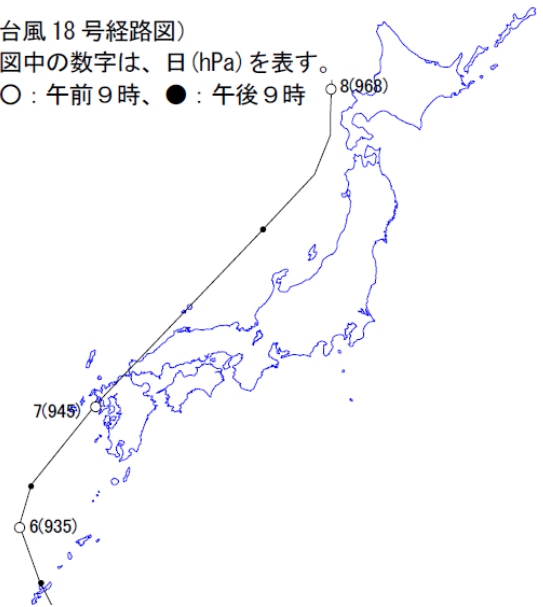 台風 18 号経路図)
図中の数字は、日(hPa)を表す。
○：午前９時、●：午後９時
8(968)
7(945)
6(935)